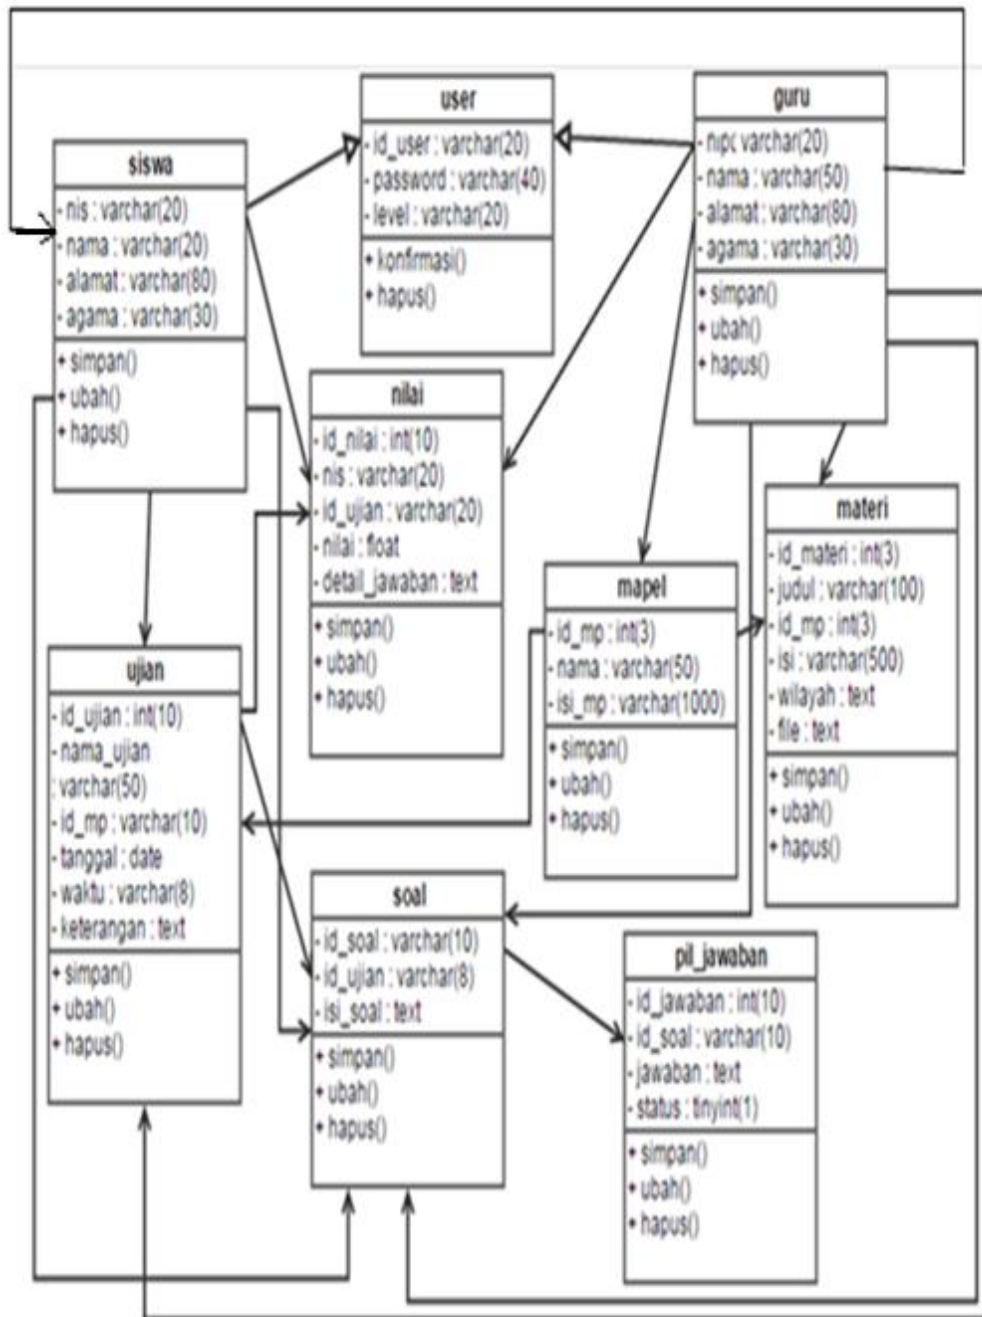 user
- id_user : varchar(20)
- password : varchar(40)
- level : varchar(20)
+ konfirmasi()
+ hapus()
guru
- nipc varchar(20)
- nama : varchar(50)
- alamat : varchar(80)
- agama : varchar(30)
+ simpan()
+ ubah()
+ hapus()
siswa
- nis : varchar(20)
- nama : varchar(20)
- alamat : varchar(80)
- agama : varchar(30)
+ simpan()
+ ubah()
+ hapus()
nilai
- id_nilai : int(10)
- nis : varchar(20)
- id_ujian : varchar(20)
- nilai : float
- detail_jawaban : text
+ simpan()
+ ubah()
+ hapus()
materi
- id_materi : int(3)
- judul : varchar(100)
- id_mp : int(3)
- isi : varchar(500)
- wilayah : text
- file : text
+ simpan()
+ ubah()
+ hapus()
mapel
- id_mp : int(3)
- nama : varchar(50)
- isi_mp : varchar(1000)
+ simpan()
+ ubah()
+ hapus()
ujian
- id_ujian : int(10)
- nama_ujian
: varchar(50)
- id_mp : varchar(10)
- tanggal : date
- waktu : varchar(8)
- keterangan : text
+ simpan()
+ ubah()
+ hapus()
soal
- id_soal : varchar(10)
- id_ujian : varchar(8)
- isi_soal : text
+ simpan()
+ ubah()
+ hapus()
pil_jawaban
- id_jawaban : int(10)
- id_soal : varchar(10)
- jawaban : text
- status : tinyint(1)
+ simpan()
+ ubah()
+ hapus()